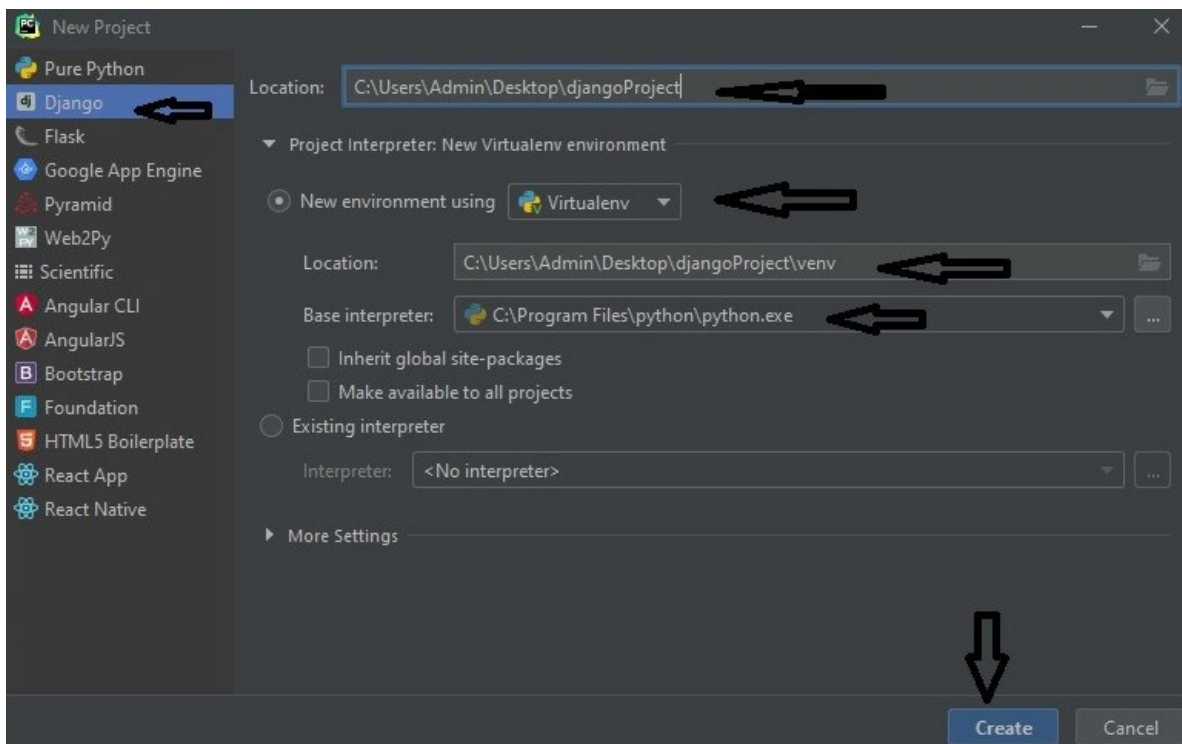 New Project
Pure Python
Django
Flask
Google App Engine
Pyramid
Web2Py
Scientific
Angular CLI
AngularJS
Bootstrap
Foundation
HTML5 Boilerplate
React App
React Native
Location: C:\Users\Admin\Desktop\djangoProject
Project Interpreter: New Virtualenv environment
New environment using Virtualenv
Location: C:\Users\Admin\Desktop\djangoProject\venv
Base interpreter: C:\Program Files\python\python.exe
...
Inherit global site-packages
Make available to all projects
Existing interpreter
Interpreter: <No interpreter>
...
More Settings
Create Cancel